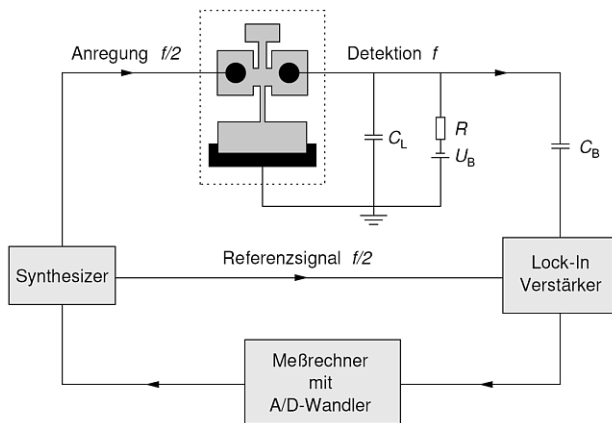 Anregung f/2
Detektion f
C_L
R
U_B
C_B
Referenzsignal f/2
Synthesizer
Lock-In
Verstärker
Meßrechner
mit
A/D-Wandler